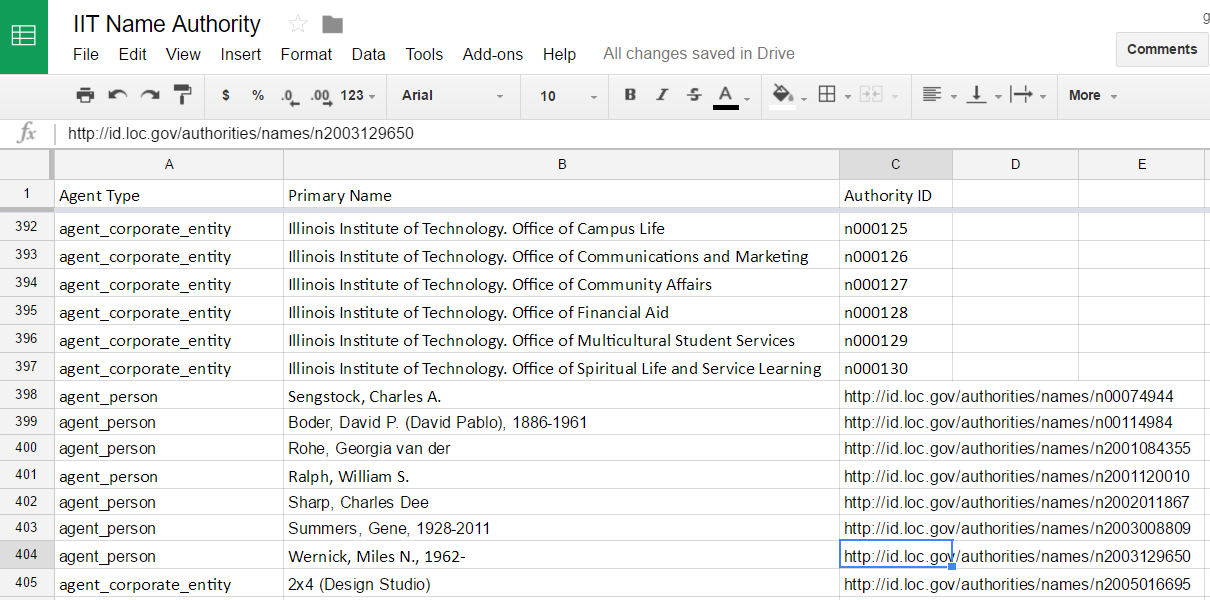 IIT Name Authority
g
File Edit View Insert Format Data Tools Add-ons Help All changes saved in Drive
Comments
$ % .0 .00 123 Arial 10 B I S A More
fx http://id.loc.gov/authorities/names/n2003129650
A B C D E
1 Agent Type Primary Name Authority ID
392 agent_corporate_entity Illinois Institute of Technology. Office of Campus Life n000125
393 agent_corporate_entity Illinois Institute of Technology. Office of Communications and Marketing n000126
394 agent_corporate_entity Illinois Institute of Technology. Office of Community Affairs n000127
395 agent_corporate_entity Illinois Institute of Technology. Office of Financial Aid n000128
396 agent_corporate_entity Illinois Institute of Technology. Office of Multicultural Student Services n000129
397 agent_corporate_entity Illinois Institute of Technology. Office of Spiritual Life and Service Learning n000130
398 agent_person Sengstock, Charles A. http://id.loc.gov/authorities/names/n00074944
399 agent_person Boder, David P. (David Pablo), 1886-1961 http://id.loc.gov/authorities/names/n00114984
400 agent_person Rohe, Georgia van der http://id.loc.gov/authorities/names/n2001084355
401 agent_person Ralph, William S. http://id.loc.gov/authorities/names/n2001120010
402 agent_person Sharp, Charles Dee http://id.loc.gov/authorities/names/n2002011867
403 agent_person Summers, Gene, 1928-2011 http://id.loc.gov/authorities/names/n2003008809
404 agent_person Wernick, Miles N., 1962- http://id.loc.gov/authorities/names/n2003129650
405 agent_corporate_entity 2x4 (Design Studio) http://id.loc.gov/authorities/names/n2005016695